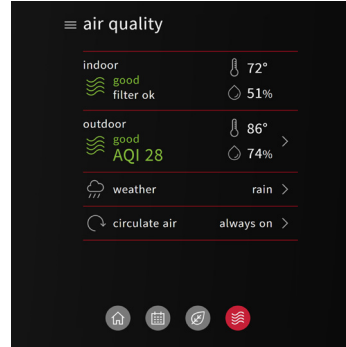 air quality
indoor
good
filter ok
72°
51%
outdoor
good
AQI 28
86°
74%
weather
rain
circulate air
always on